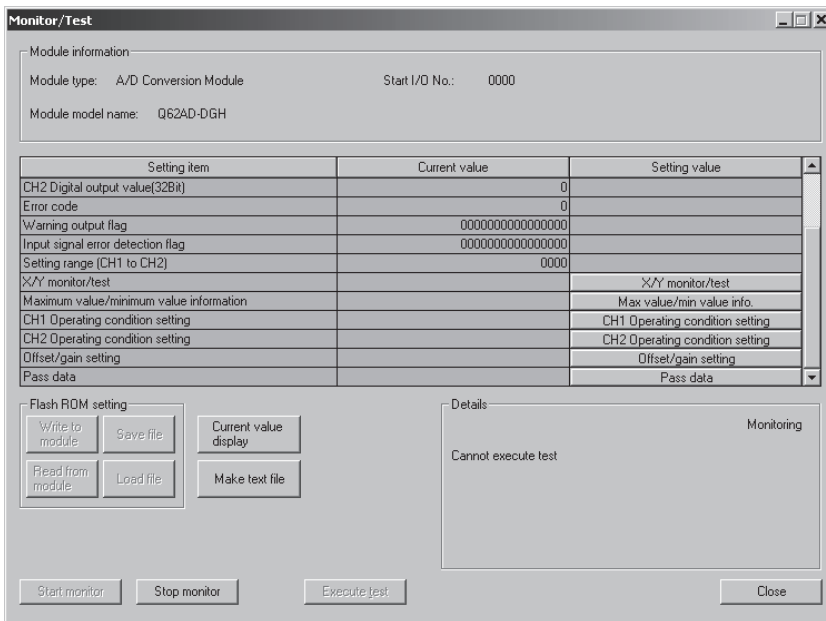 Monitor/Test
Module information
Module type: A/D Conversion Module Start I/O No.: 0000
Module model name: Q62AD-DGH
Setting item Current value Setting value
CH2 Digital output value(32Bit) 0
Error code 0
Warning output flag 0000000000000000
Input signal error detection flag 0000000000000000
Setting range (CH1 to CH2) 0000
X/Y monitor/test X/Y monitor/test
Maximum value/minimum value information Max value/min value info.
CH1 Operating condition setting CH1 Operating condition setting
CH2 Operating condition setting CH2 Operating condition setting
Offset/gain setting Offset/gain setting
Pass data Pass data
Flash ROM setting
Write to
module
Save file
Current value
display
Read from
module
Load file
Make text file
Details
Monitoring
Cannot execute test
Start monitor Stop monitor Execute test Close